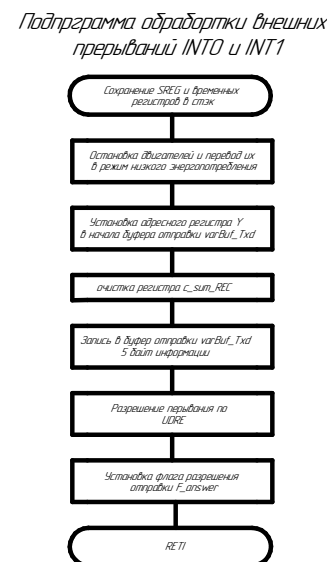 Подпрграмма обрабортки внешних
прерываний INT0 и INT1
Сохранение SREG и временных
регистров в стэк
Остановка двигателей и перевод их
в режим низкого энергопотребления
Установка адресного регистра Y
в начала буфера отправки varBuf_Txd
очистка регистра c_sum_REC
Запись в буфер отправки varBuf_Txd
5 байт информации
Разрешение перывания по
UDRE
Установка флага разрешения
отправки F_answer
RETI